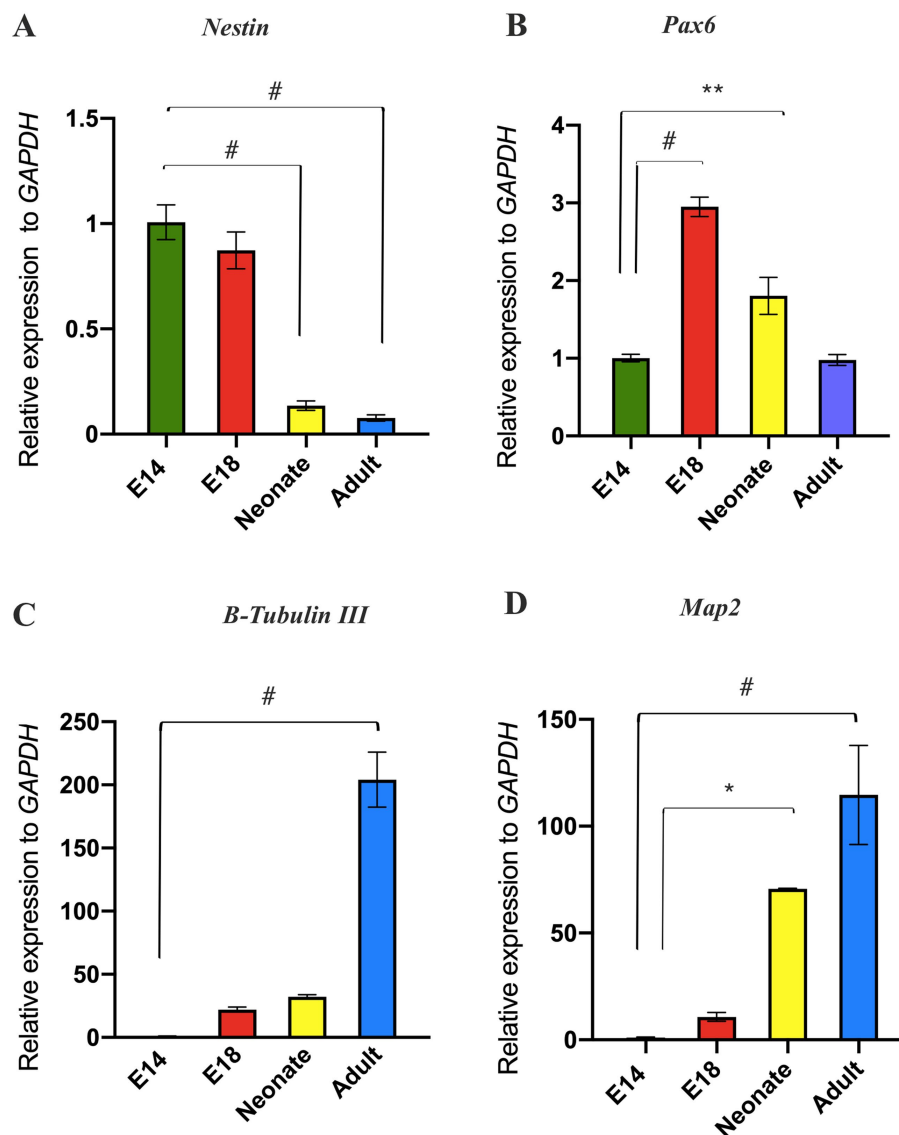 A
Nestin
Relative expression to GAPDH
1.5
1
0.5
0
#
#
E14
E18
Neonate
Adult
B
Pax6
Relative expression to GAPDH
4
3
2
1
0
**
#
E14
E18
Neonate
Adult
C
B-Tubulin III
Relative expression to GAPDH
250
200
150
100
50
0
#
E14
E18
Neonate
Adult
D
Map2
Relative expression to GAPDH
150
100
50
0
#
*
E14
E18
Neonate
Adult